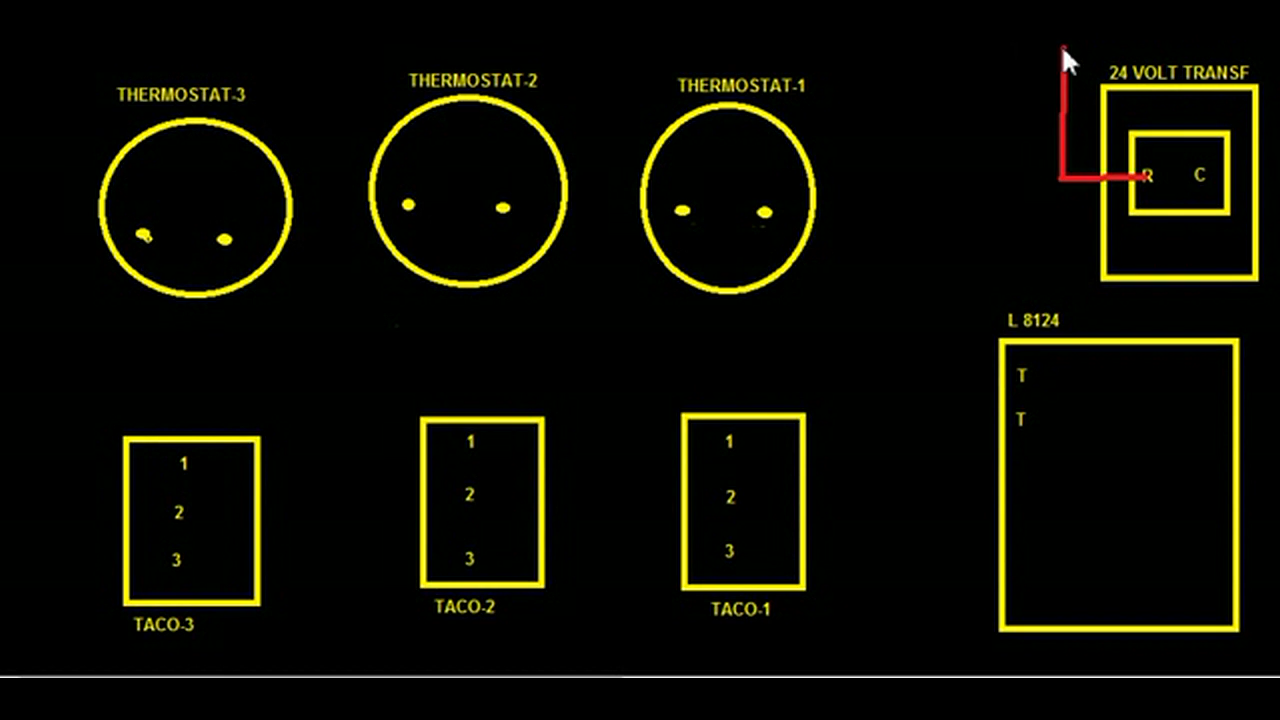 24 VOLT TRANSF
THERMOSTAT-2
THERMOSTAT-1
THERMOSTAT-3
R C
L 8124
T
T
1
2
3
TACO-3
1
2
3
TACO-2
1
2
3
TACO-1